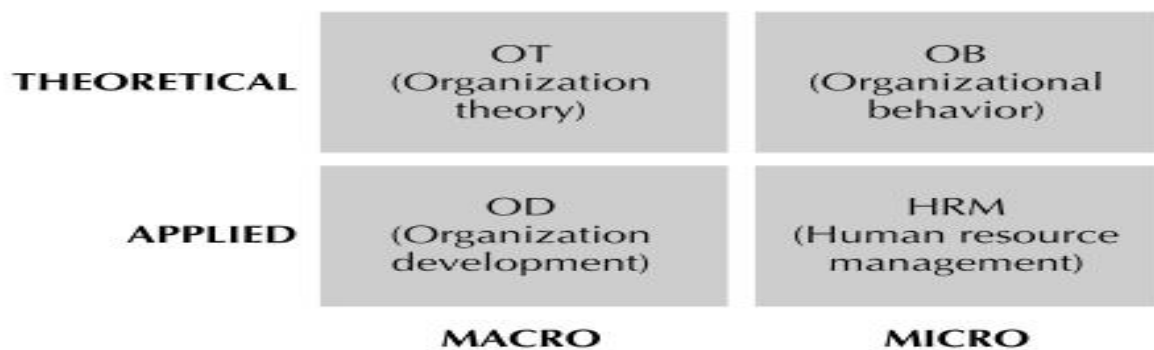 OT
(Organization
theory)
OB
(Organizational
behavior)
THEORETICAL
OD
(Organization
development)
HRM
(Human resource
management)
APPLIED
MACRO
MICRO